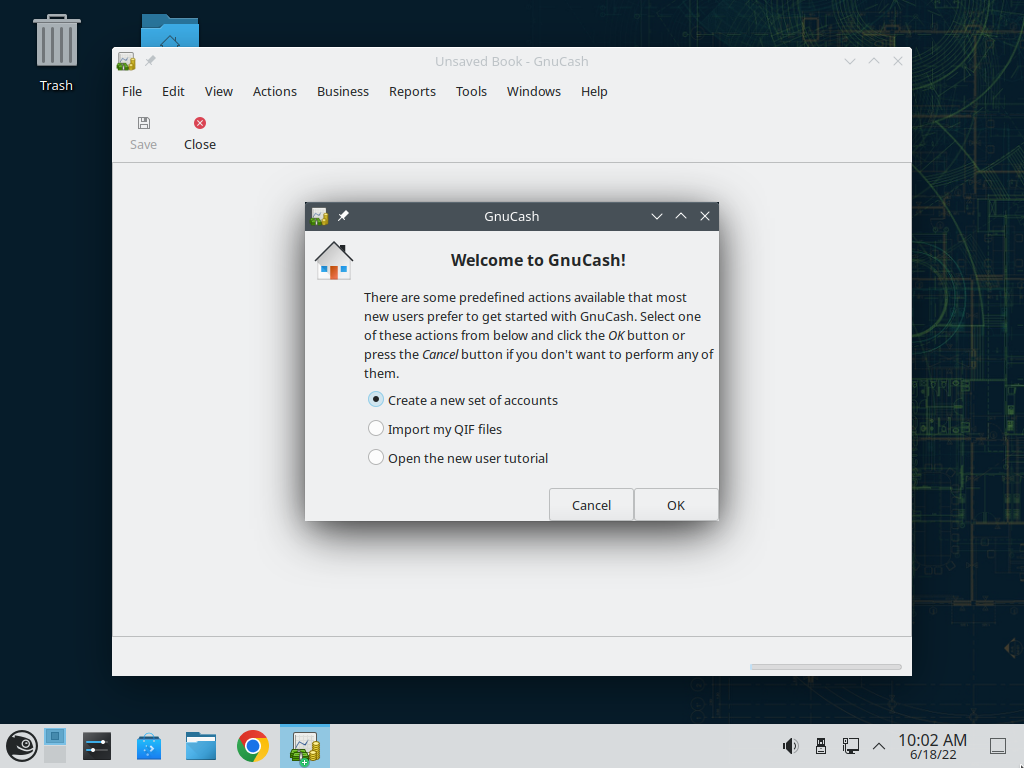 Trash
Unsaved Book - GnuCash
File Edit View Actions Business Reports Tools Windows Help
Save Close
GnuCash
Welcome to GnuCash!
There are some predefined actions available that most
new users prefer to get started with GnuCash. Select one
of these actions from below and click the OK button or
press the Cancel button if you don't want to perform any of
them.
Create a new set of accounts
Import my QIF files
Open the new user tutorial
Cancel OK
10:02 AM
6/18/22